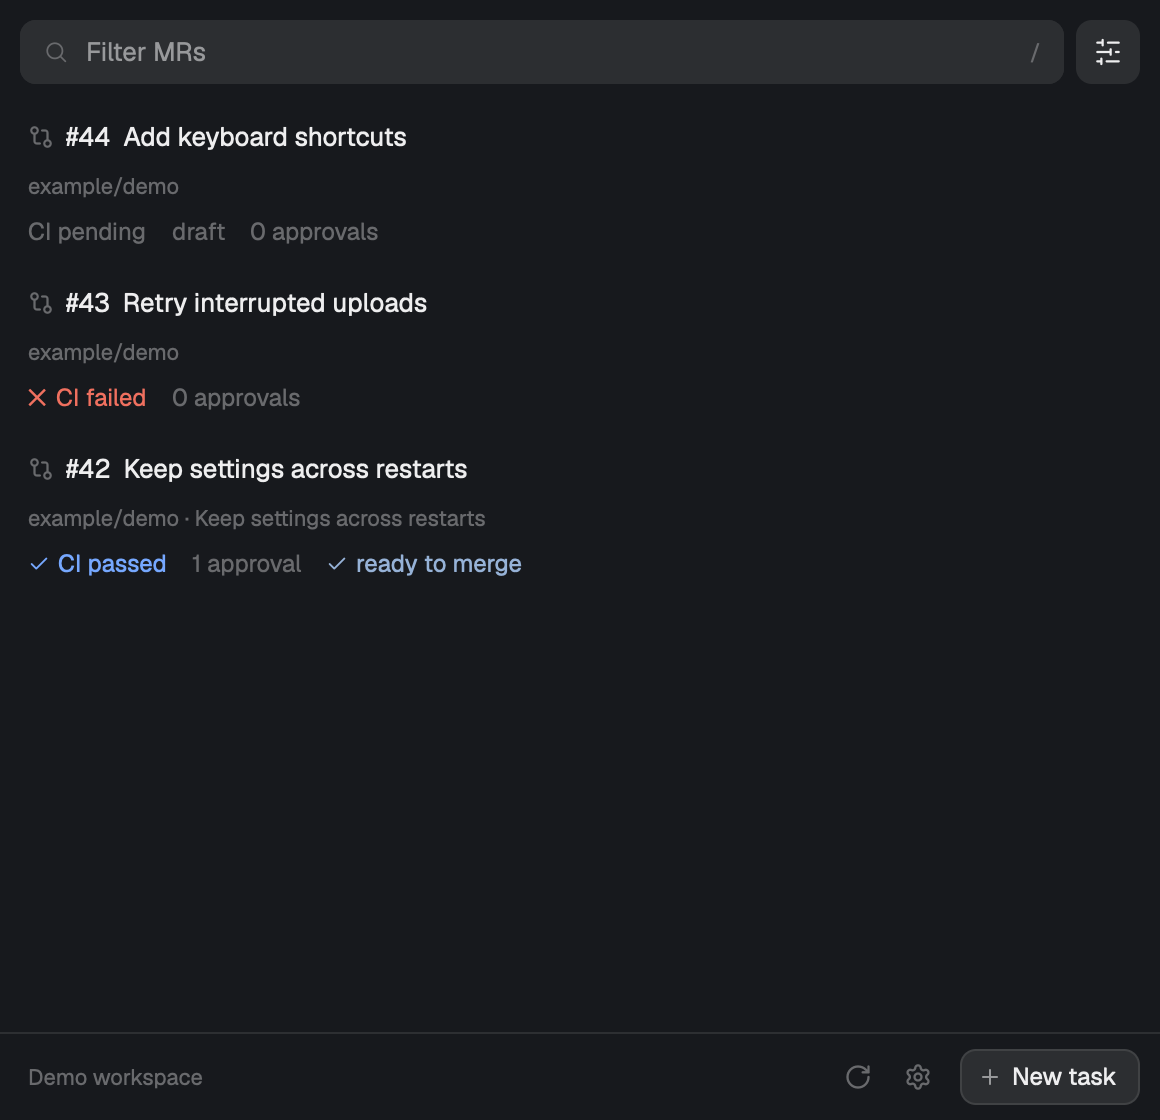 Filter MRs /
#44 Add keyboard shortcuts
example/demo
CI pending draft 0 approvals
#43 Retry interrupted uploads
example/demo
CI failed 0 approvals
#42 Keep settings across restarts
example/demo · Keep settings across restarts
CI passed 1 approval ready to merge
Demo workspace
New task